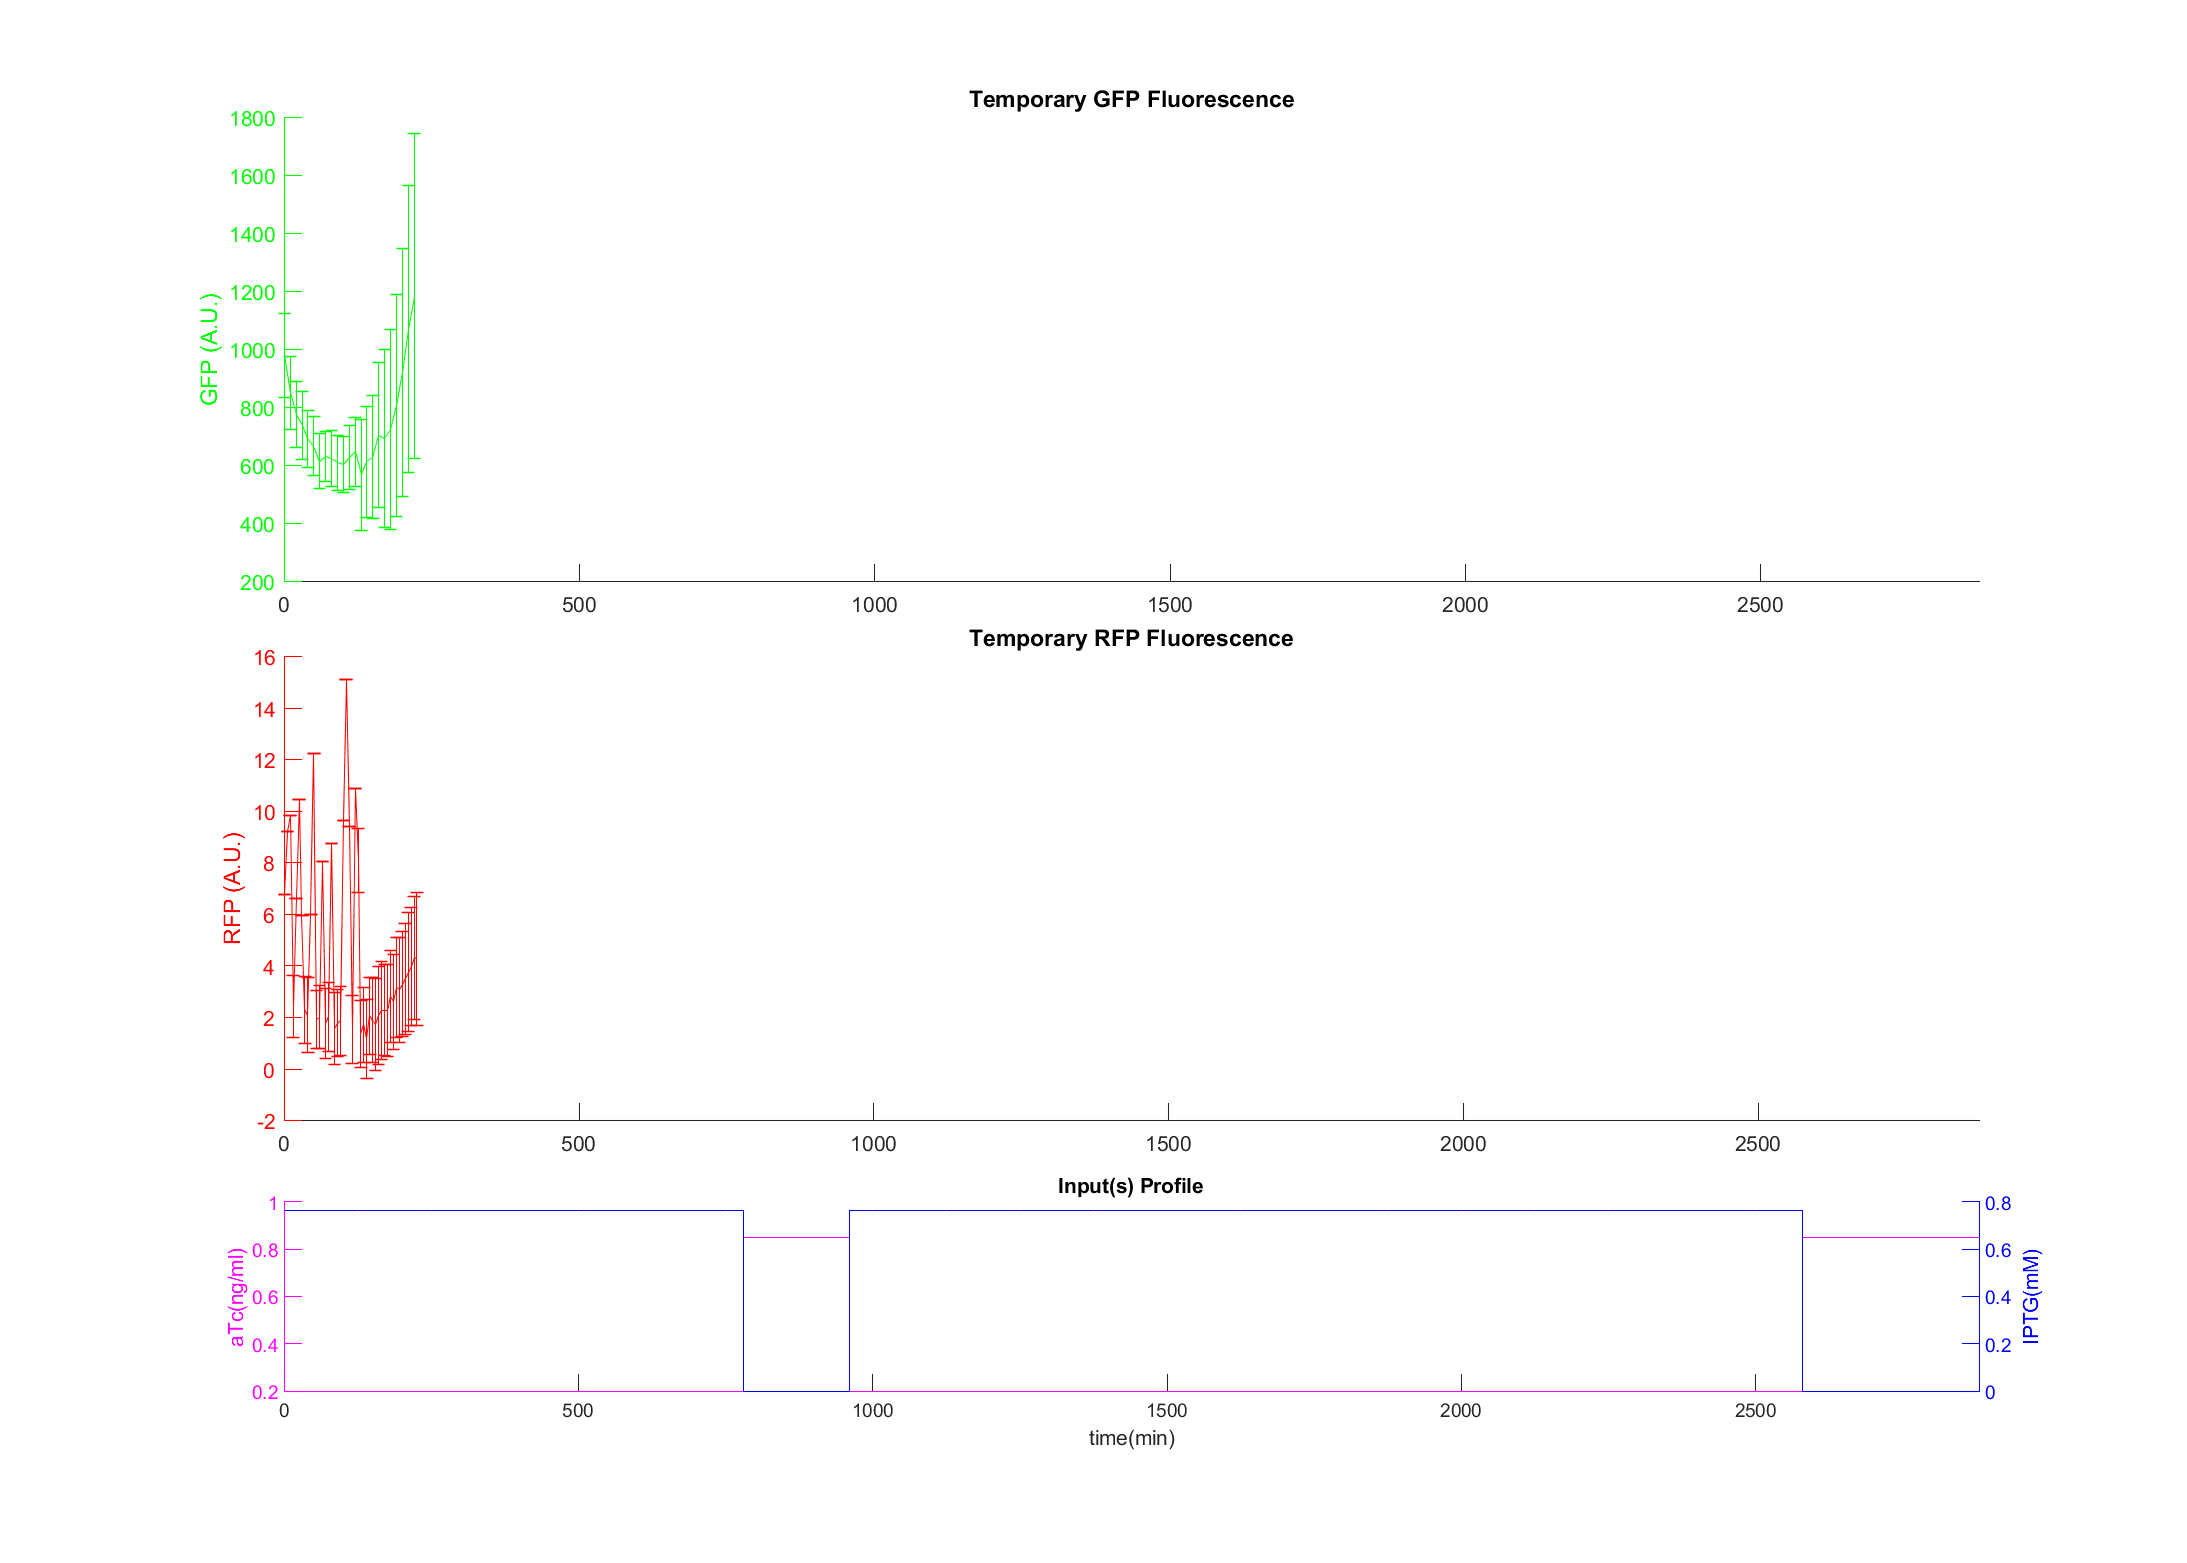 Temporary GFP Fluorescence
1800
1600
1400
1200
1000
800
600
400
200
GFP (A.U.)
0 500 1000 1500 2000 2500
Temporary RFP Fluorescence
16
14
12
10
8
6
4
2
0
-2
RFP (A.U.)
0 500 1000 1500 2000 2500
Input(s) Profile
1
0.8
0.6
0.4
0.2
aTc(ng/ml)
0.8
0.6
0.4
0.2
0
IPTG(mM)
0 500 1000 1500 2000 2500
time(min)